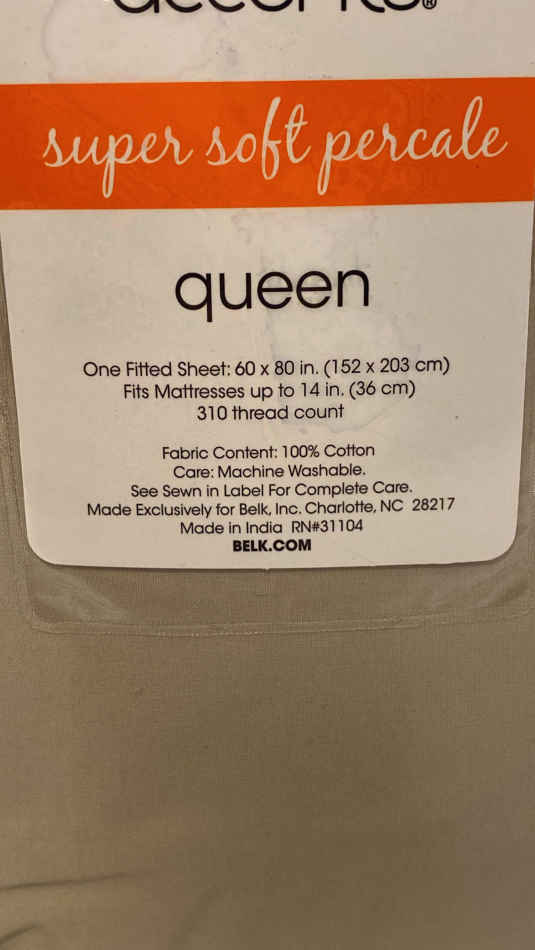 super soft percale
queen
One Fitted Sheet: 60 x 80 in. (152 x 203 cm)
Fits Mattresses up to 14 in. (36 cm)
310 thread count
Fabric Content: 100% Cotton
Care: Machine Washable.
See Sewn in Label For Complete Care.
Made Exclusively for Belk, Inc. Charlotte, NC 28217
Made in India RN#31104
BELK.COM